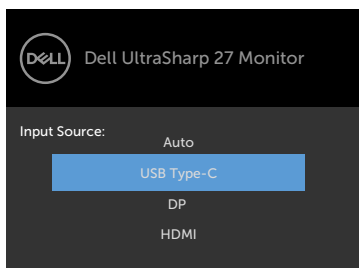 DELL Dell UltraSharp 27 Monitor
Input Source:
Auto
USB Type-C
DP
HDMI